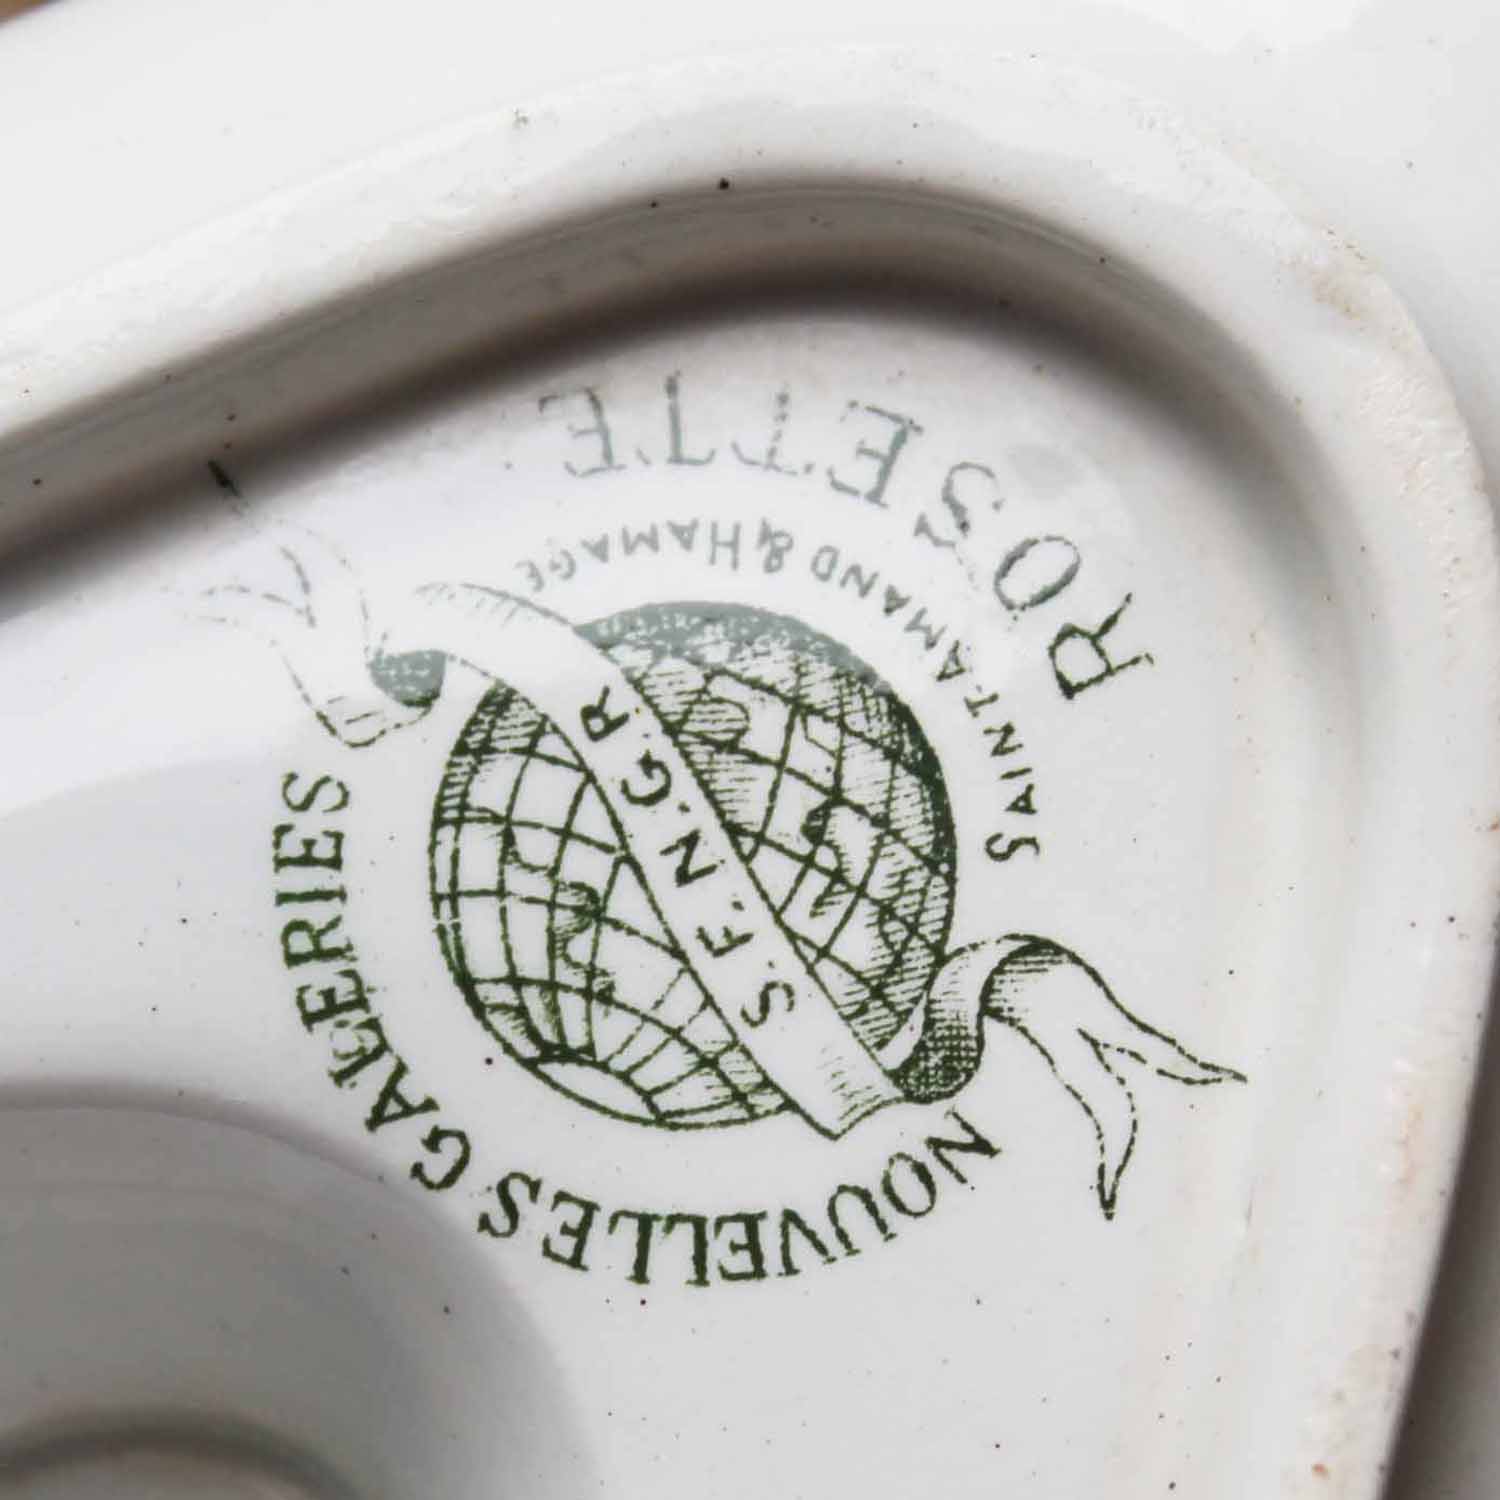 NOUVELLES GALERIES
S.F.N.G.R
SAINT-AMAND & HAMAGE
ROSETTE